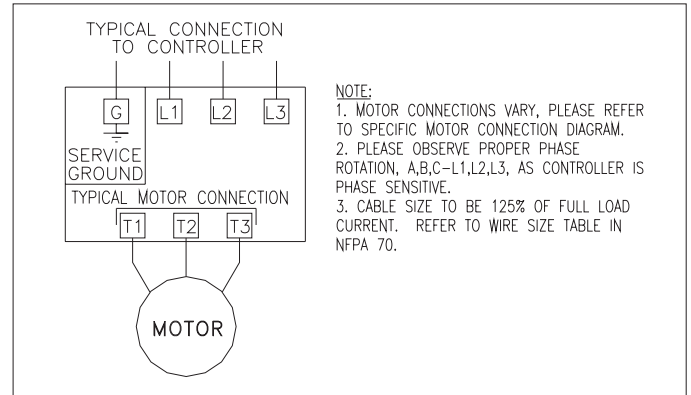 TYPICAL CONNECTION
TO CONTROLLER
G
L1
L2
L3
SERVICE
GROUND
TYPICAL MOTOR CONNECTION
T1
T2
T3
MOTOR
NOTE:
1. MOTOR CONNECTIONS VARY, PLEASE REFER
TO SPECIFIC MOTOR CONNECTION DIAGRAM.
2. PLEASE OBSERVE PROPER PHASE
ROTATION, A,B,C-L1,L2,L3, AS CONTROLLER IS
PHASE SENSITIVE.
3. CABLE SIZE TO BE 125% OF FULL LOAD
CURRENT. REFER TO WIRE SIZE TABLE IN
NFPA 70.